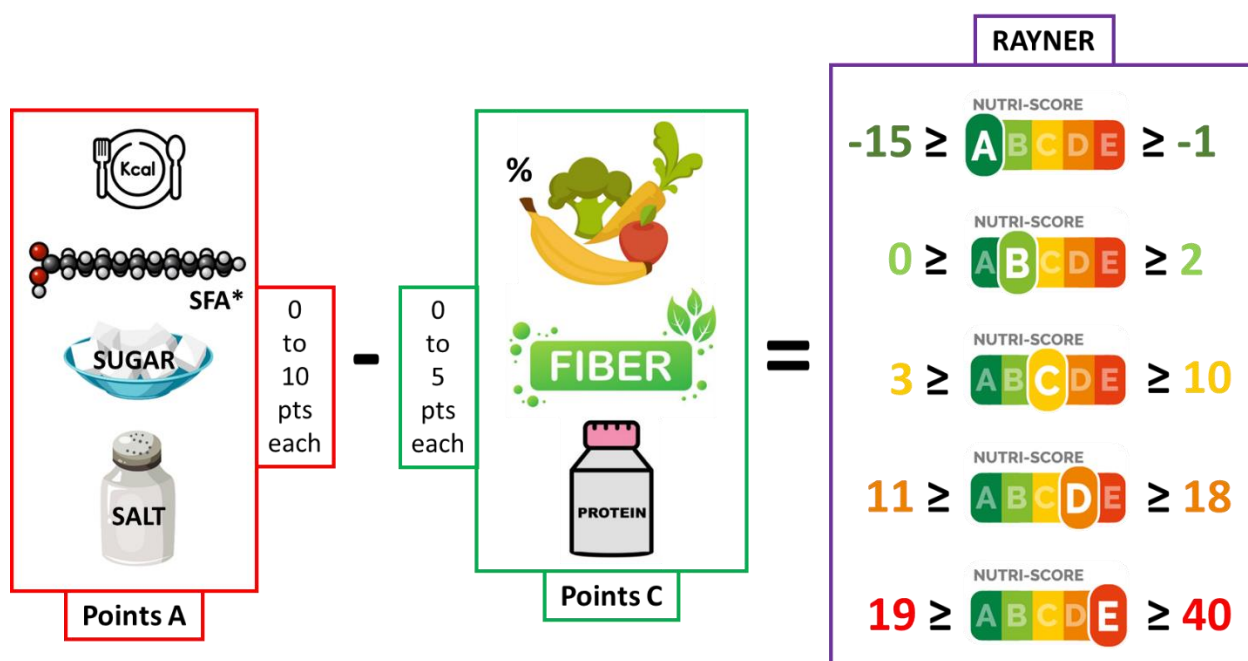 Kcal
SFA*
SUGAR
SALT
Points A
0
to
10
pts
each
-
0
to
5
pts
each
%
FIBER
PROTEIN
Points C
=
RAYNER
NUTRI-SCORE
-15 ≥ A B C D E ≥ -1
NUTRI-SCORE
0 ≥ A B C D E ≥ 2
NUTRI-SCORE
3 ≥ A B C D E ≥ 10
NUTRI-SCORE
11 ≥ A B C D E ≥ 18
NUTRI-SCORE
19 ≥ A B C D E ≥ 40